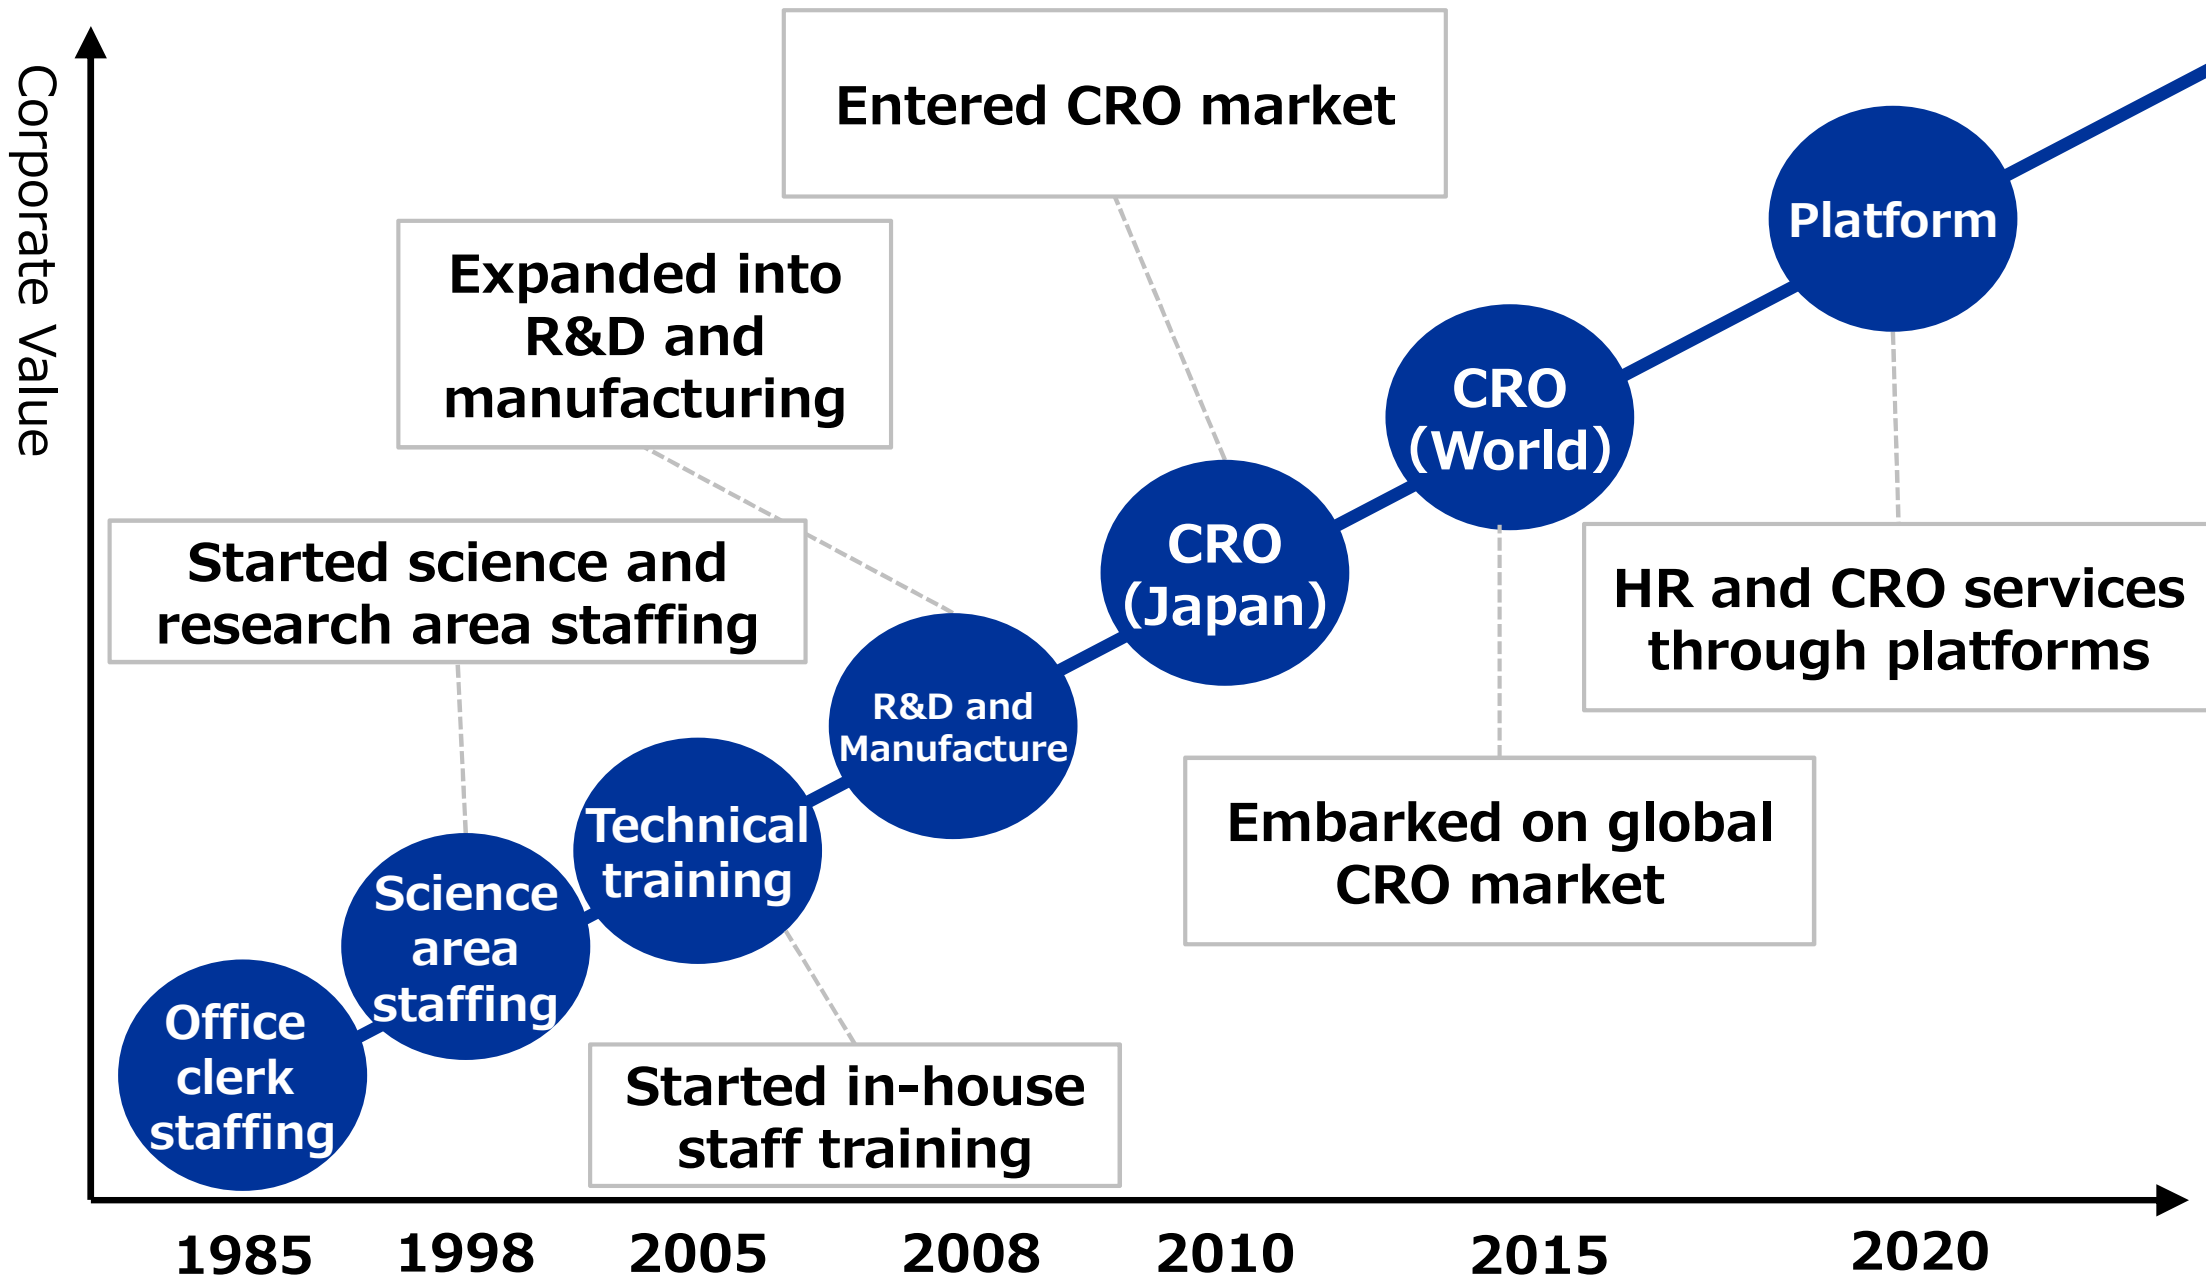 Corporate Value
Entered CRO market
Expanded into
R&D and
manufacturing
Started science and
research area staffing
Platform
CRO
(World)
CRO
(Japan)
HR and CRO services
through platforms
R&D and
Manufacture
Technical
training
Embarked on global
CRO market
Science
area
staffing
Office
clerk
staffing
Started in-house
staff training
1985
1998
2005
2008
2010
2015
2020